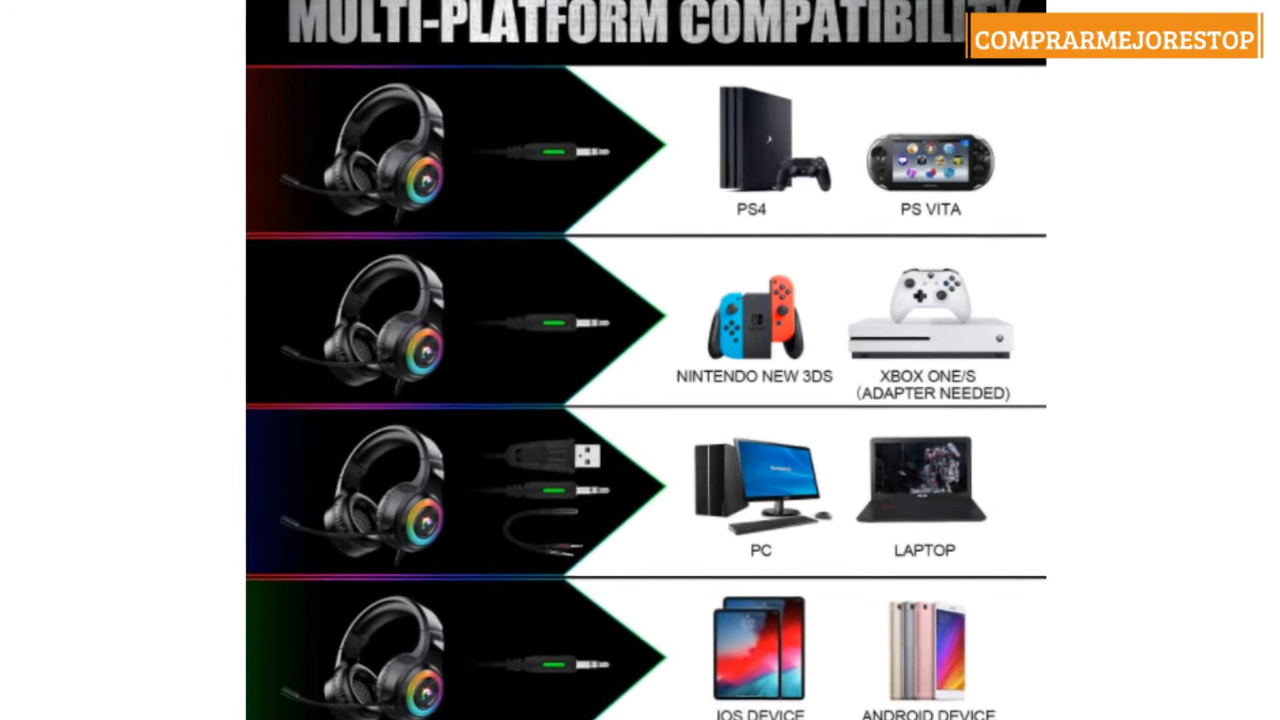 MULTI-PLATFORM COMPATIBILITY
COMPRARMEJORESTOP
PS4
PS VITA
NINTENDO NEW 3DS
XBOX ONE/S
(ADAPTER NEEDED)
PC
LAPTOP
IOS DEVICE
ANDROID DEVICE